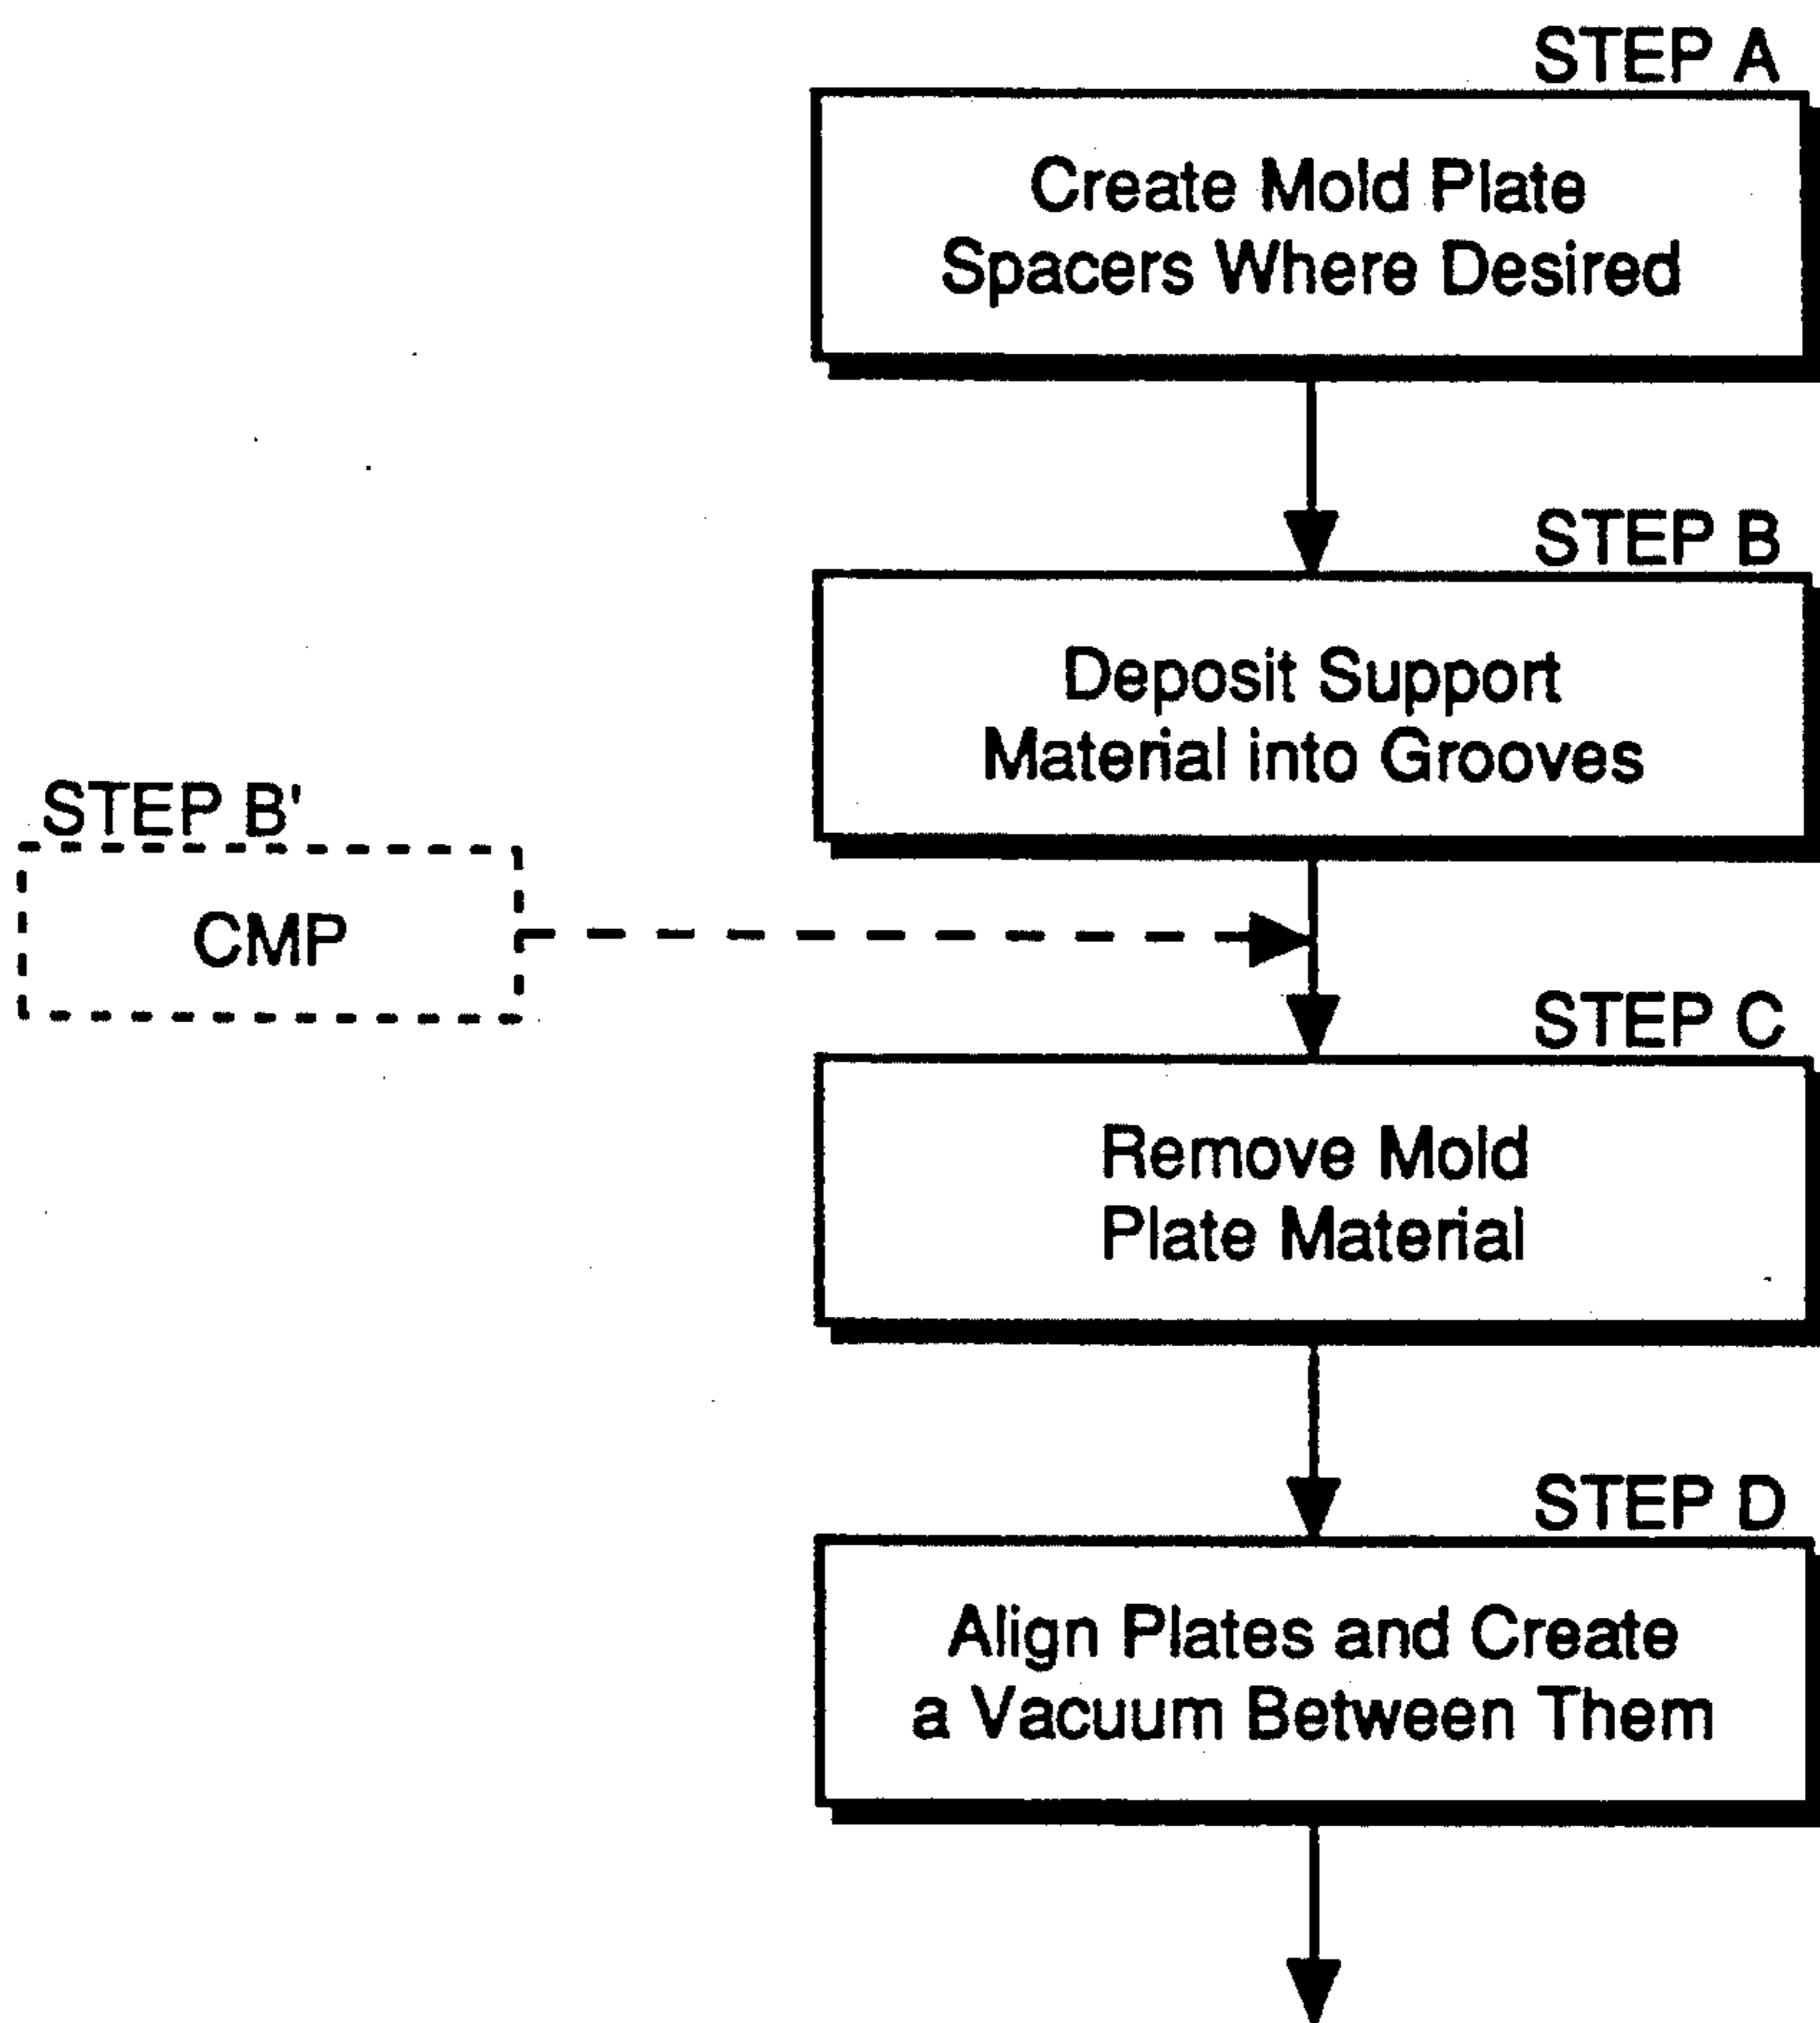 STEP A
Create Mold Plate
Spacers Where Desired
STEP B
Deposit Support
Material into Grooves
STEP B'
CMP
STEP C
Remove Mold
Plate Material
STEP D
Align Plates and Create
a Vacuum Between Them